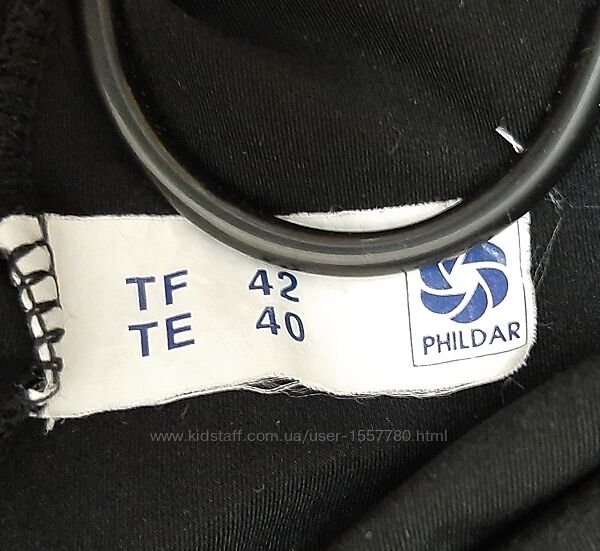 TF 42
TE 40
PHILDAR
www.kidstaff.com.ua/user-1557780.html